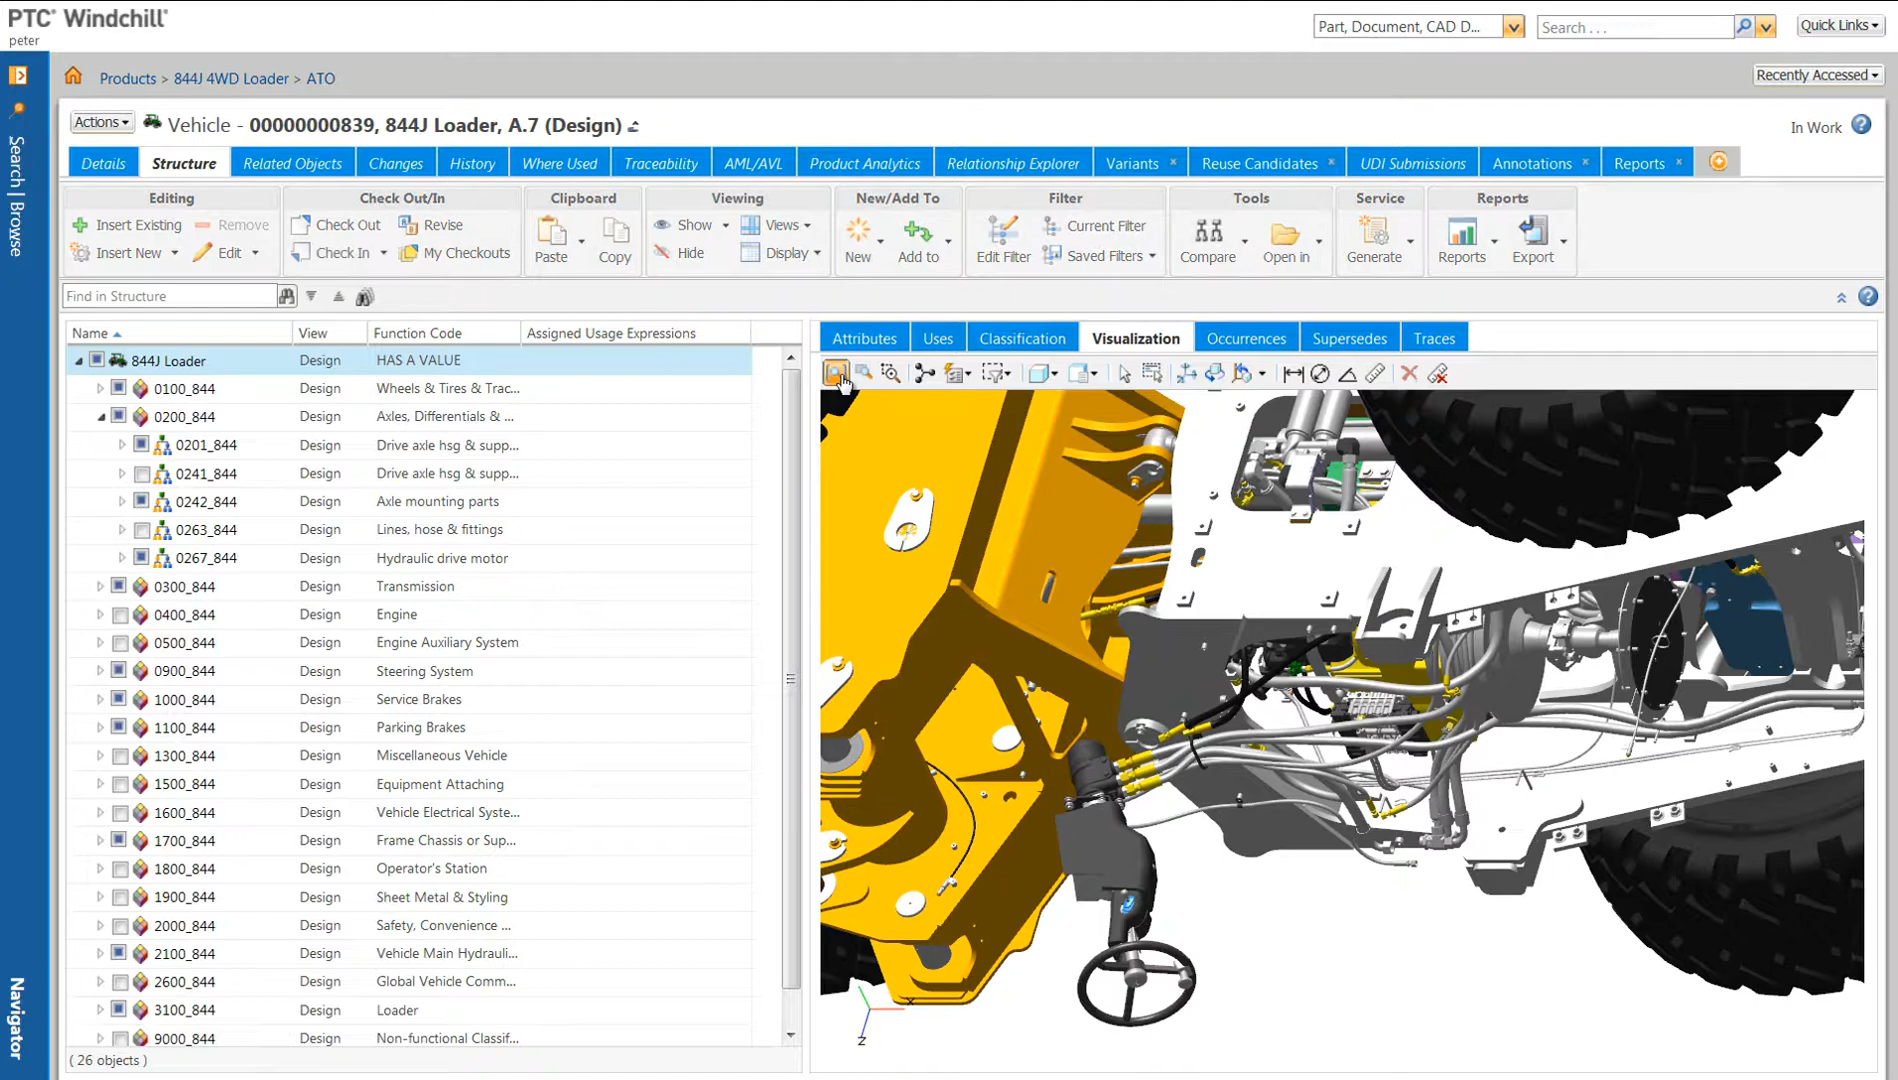 PTC® Windchill®
peter
Part, Document, CAD D...
Search . . .
Quick Links
Products > 844J 4WD Loader > ATO
Recently Accessed
Actions
Vehicle - 00000000839, 844J Loader, A.7 (Design)
In Work
Details
Structure
Related Objects
Changes
History
Where Used
Traceability
AML/AVL
Product Analytics
Relationship Explorer
Variants
Reuse Candidates
UDI Submissions
Annotations
Reports
Editing
Check Out/In
Clipboard
Viewing
New/Add To
Filter
Tools
Service
Reports
Insert Existing
Remove
Insert New
Edit
Check Out
Revise
Check In
My Checkouts
Paste
Copy
Show
Views
Hide
Display
New
Add to
Edit Filter
Current Filter
Saved Filters
Compare
Open in
Generate
Reports
Export
Find in Structure
Name View Function Code Assigned Usage Expressions
844J Loader Design HAS A VALUE
0100_844 Design Wheels & Tires & Trac...
0200_844 Design Axles, Differentials & ...
0201_844 Design Drive axle hsg & supp...
0241_844 Design Drive axle hsg & supp...
0242_844 Design Axle mounting parts
0263_844 Design Lines, hose & fittings
0267_844 Design Hydraulic drive motor
0300_844 Design Transmission
0400_844 Design Engine
0500_844 Design Engine Auxiliary System
0900_844 Design Steering System
1000_844 Design Service Brakes
1100_844 Design Parking Brakes
1300_844 Design Miscellaneous Vehicle
1500_844 Design Equipment Attaching
1600_844 Design Vehicle Electrical Syste...
1700_844 Design Frame Chassis or Sup...
1800_844 Design Operator's Station
1900_844 Design Sheet Metal & Styling
2000_844 Design Safety, Convenience ...
2100_844 Design Vehicle Main Hydrauli...
2600_844 Design Global Vehicle Comm...
3100_844 Design Loader
9000_844 Design Non-functional Classif...
( 26 objects )
Attributes
Uses
Classification
Visualization
Occurrences
Supersedes
Traces
X
Z
Search | Browse
Navigator